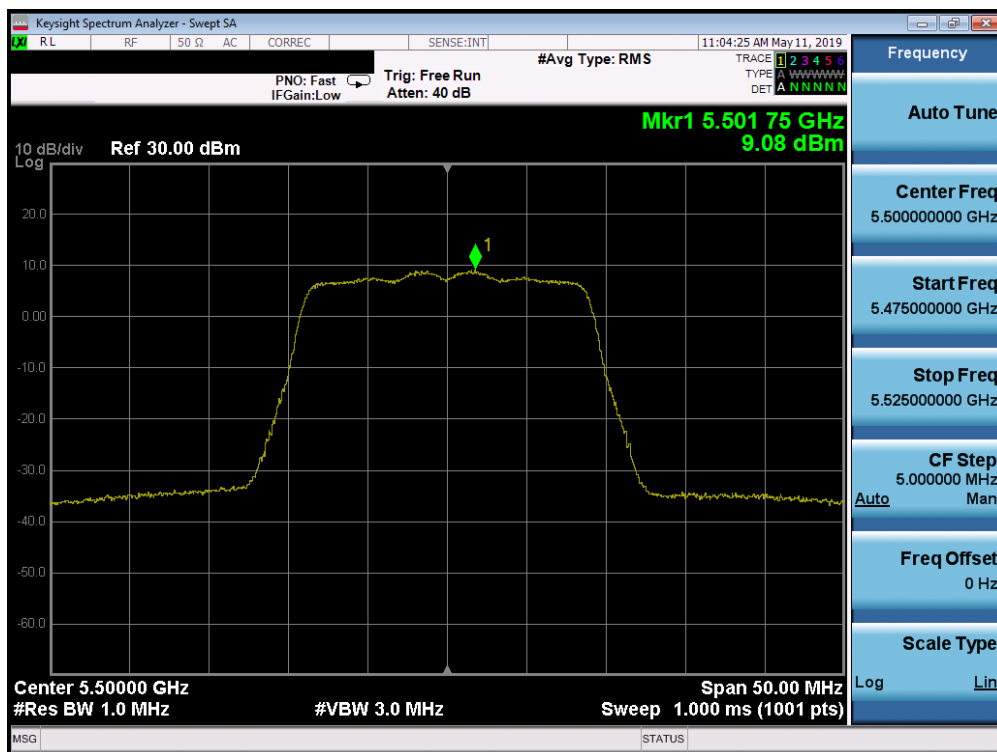 Keysight Spectrum Analyzer - Swept SA
LXI RL RF 50 Ω AC CORREC SENSE:INT 11:04:25 AM May 11, 2019
PNO: Fast
IFGain:Low
Trig: Free Run
Atten: 40 dB
#Avg Type: RMS
TRACE 1 2 3 4 5 6
TYPE A WWWWW
DET A N N N N N
Mkr1 5.501 75 GHz
9.08 dBm
10 dB/div Ref 30.00 dBm
Log
20.0
10.0
0.00
-10.0
-20.0
-30.0
-40.0
-50.0
-60.0
1
Center 5.50000 GHz
#Res BW 1.0 MHz
#VBW 3.0 MHz
Span 50.00 MHz
Sweep 1.000 ms (1001 pts)
MSG
STATUS
Frequency
Auto Tune
Center Freq
5.500000000 GHz
Start Freq
5.475000000 GHz
Stop Freq
5.525000000 GHz
CF Step
5.000000 MHz
Auto Man
Freq Offset
0 Hz
Scale Type
Log Lin